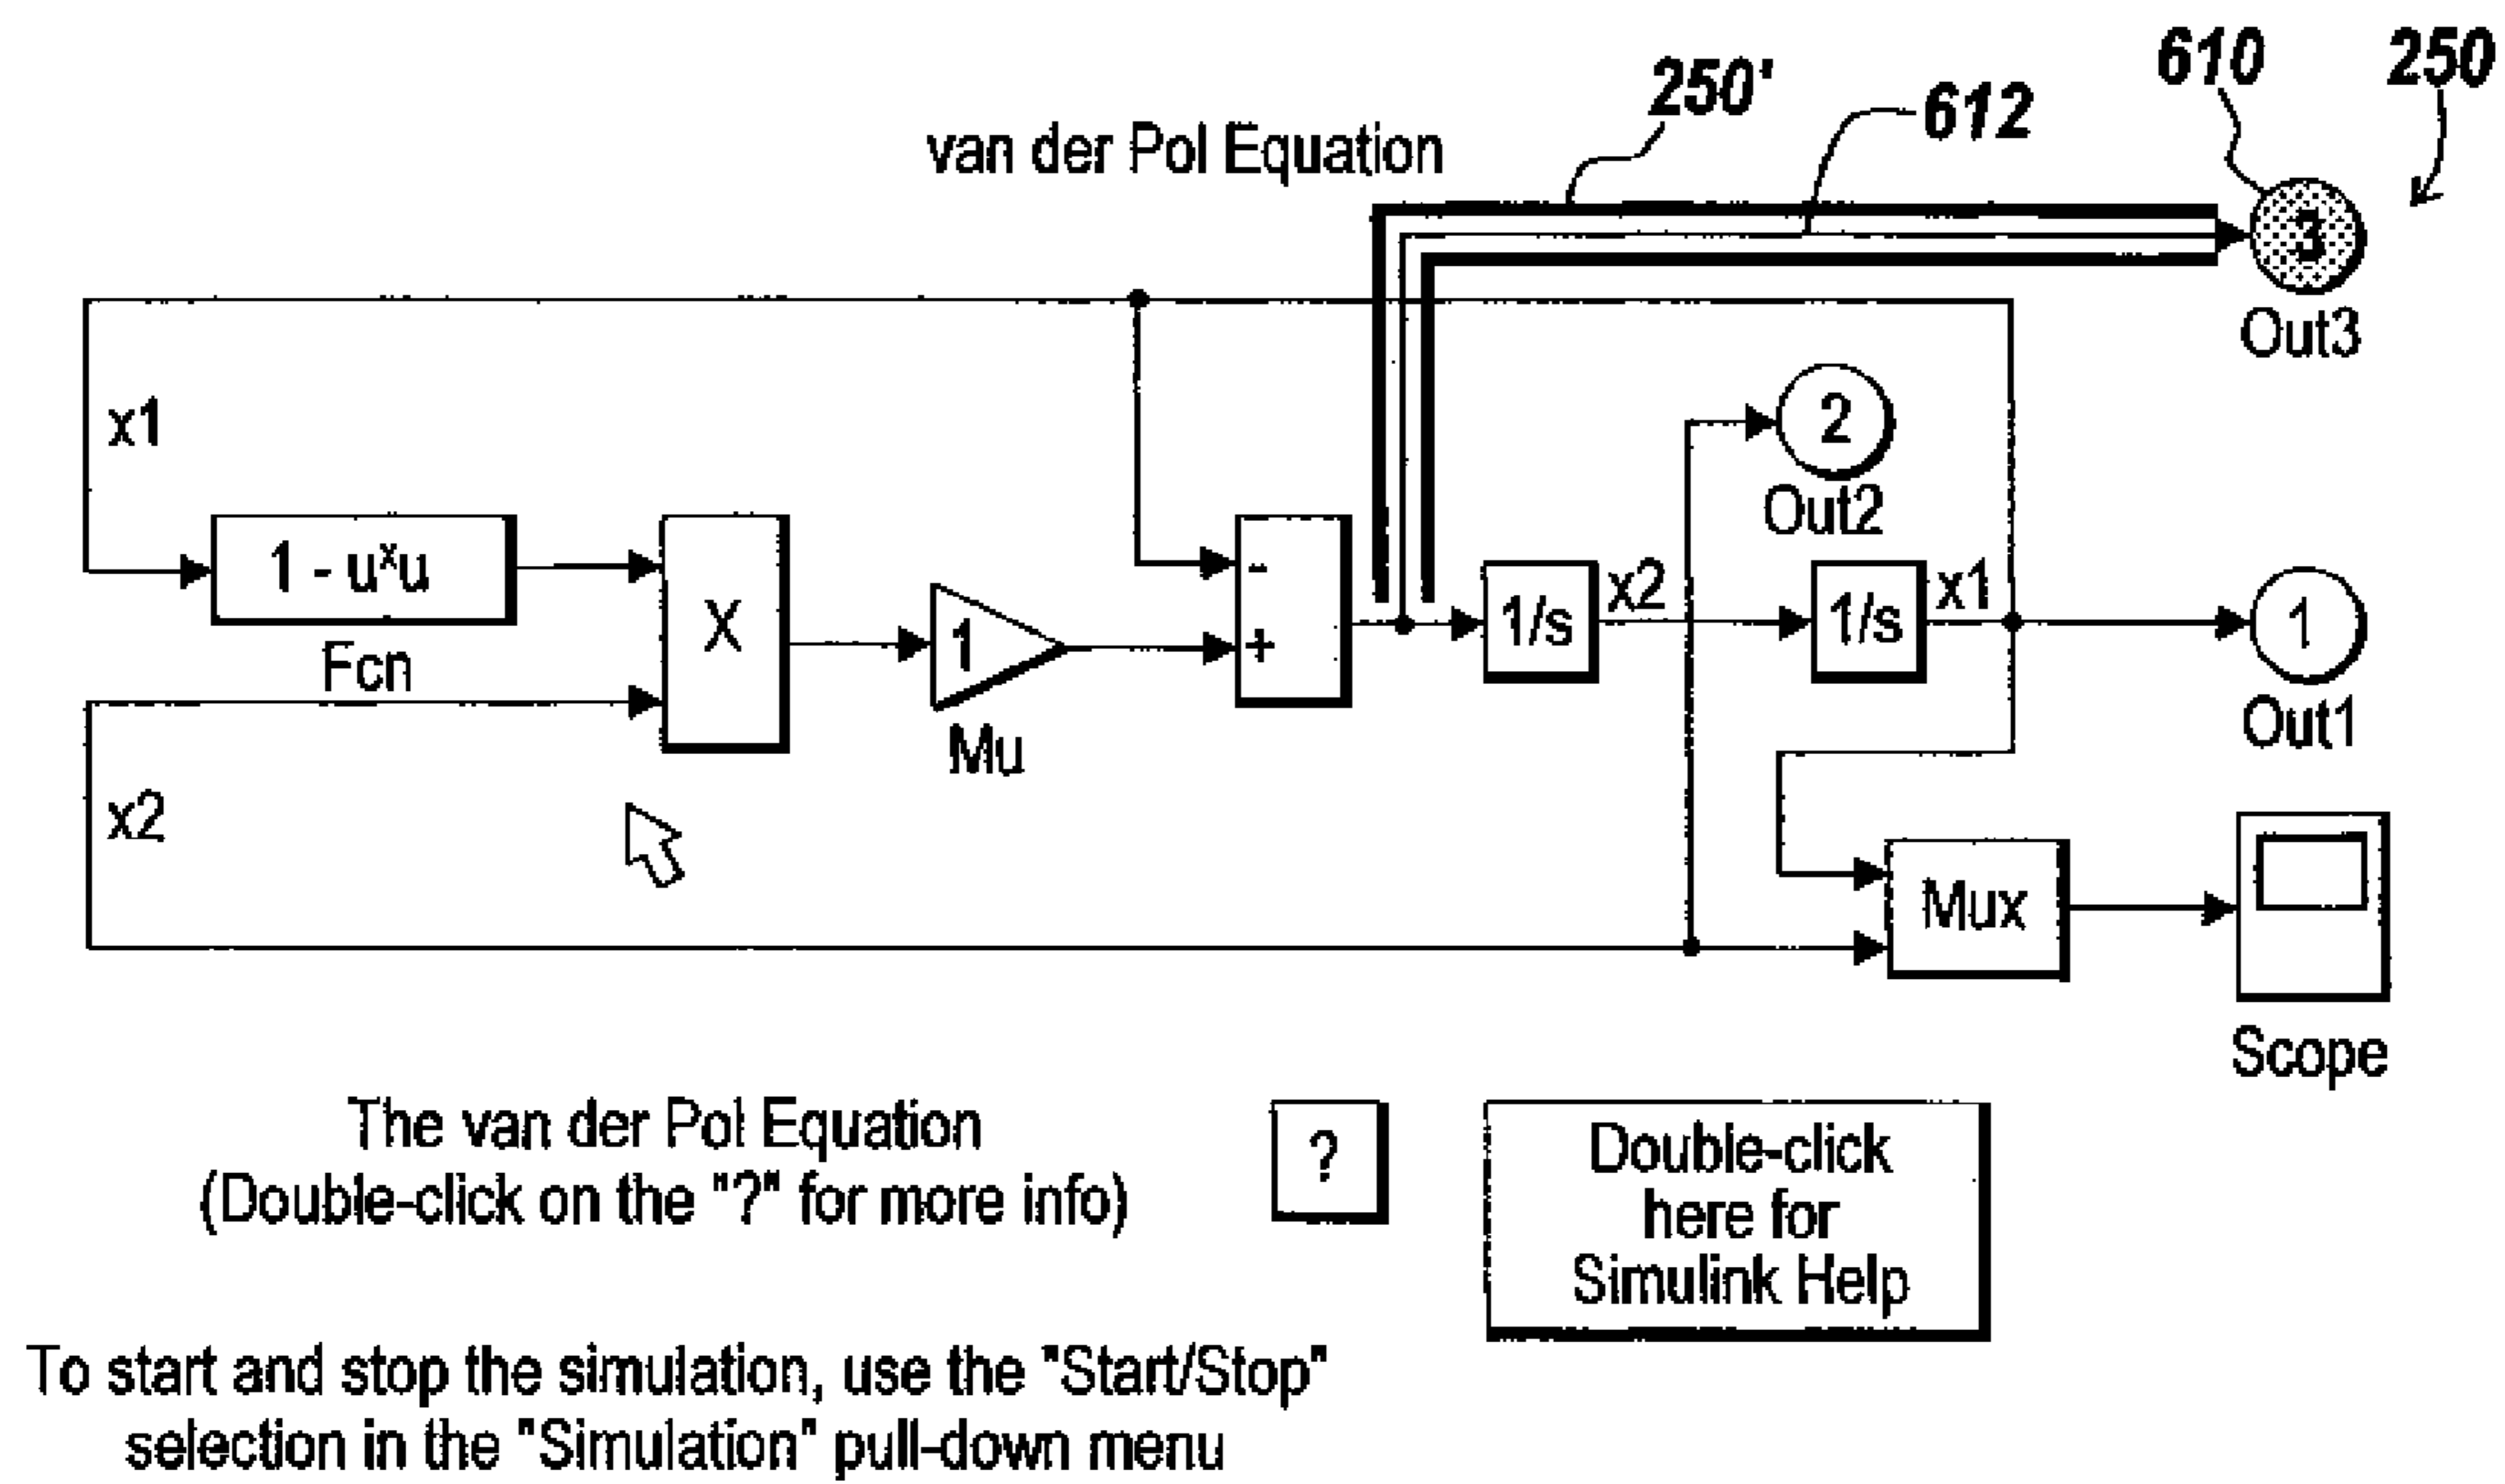 610
250
250'
612
van der Pol Equation
3
Out3
x1
2
Out2
1 - u^x u
Fcn
X
1
Mu
-
+
1/s
x2
1/s
x1
1
Out1
x2
Mux
Scope
The van der Pol Equation
(Double-click on the "?" for more info)
?
Double-click
here for
Simulink Help
To start and stop the simulation, use the "Start/Stop"
selection in the "Simulation" pull-down menu